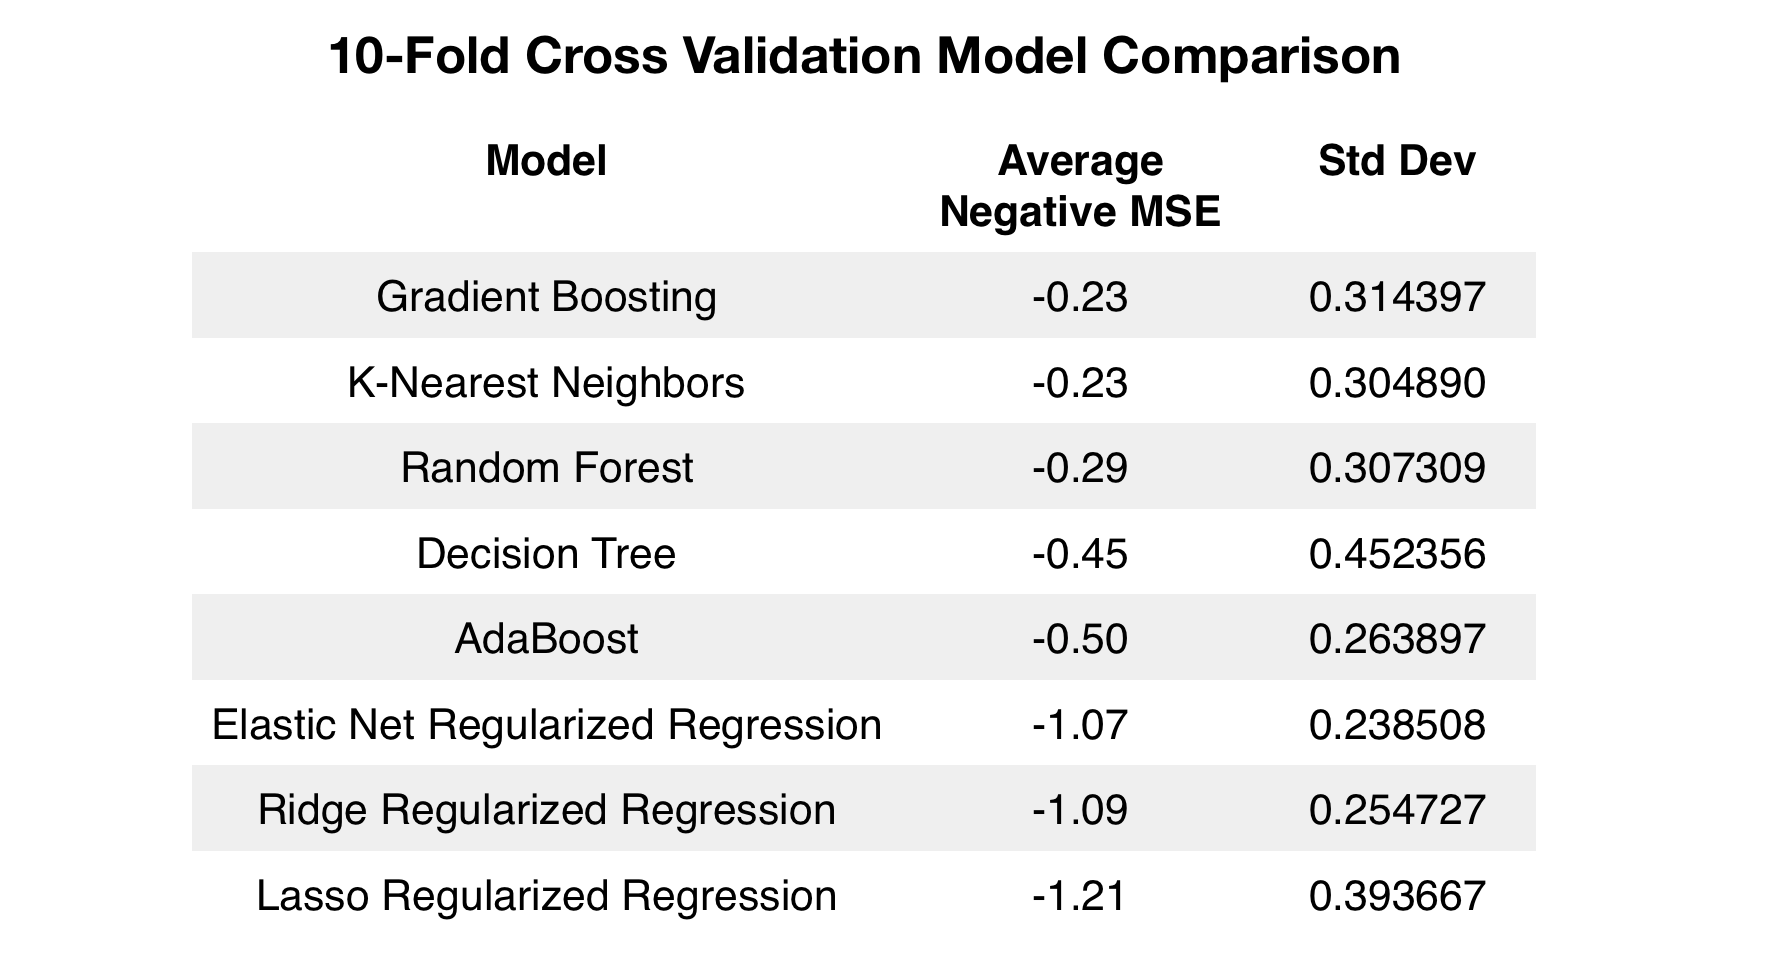 10-Fold Cross Validation Model Comparison
Model Average Negative MSE Std Dev
Gradient Boosting -0.23 0.314397
K-Nearest Neighbors -0.23 0.304890
Random Forest -0.29 0.307309
Decision Tree -0.45 0.452356
AdaBoost -0.50 0.263897
Elastic Net Regularized Regression -1.07 0.238508
Ridge Regularized Regression -1.09 0.254727
Lasso Regularized Regression -1.21 0.393667